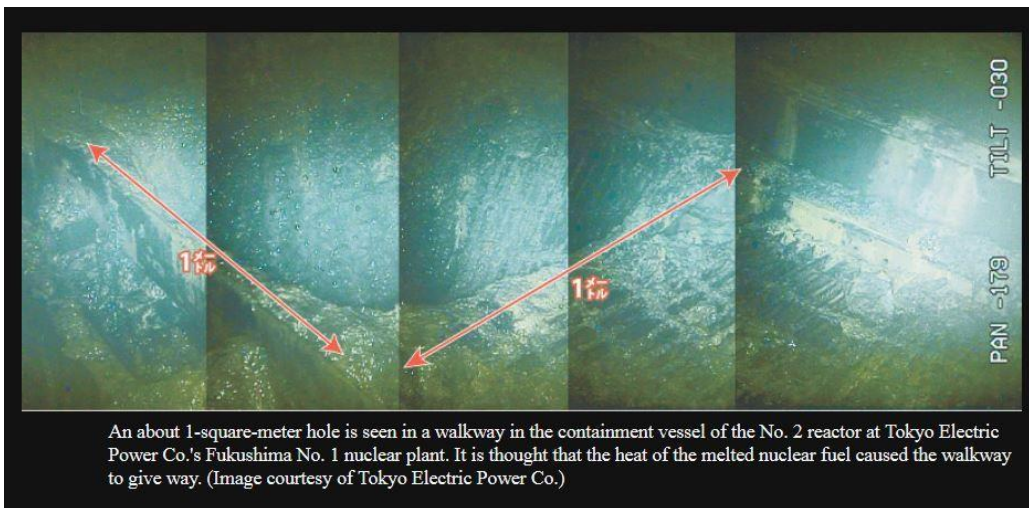 1メートル
1メートル
TILT -030
PAN -179
An about 1-square-meter hole is seen in a walkway in the containment vessel of the No. 2 reactor at Tokyo Electric
Power Co.'s Fukushima No. 1 nuclear plant. It is thought that the heat of the melted nuclear fuel caused the walkway
to give way. (Image courtesy of Tokyo Electric Power Co.)